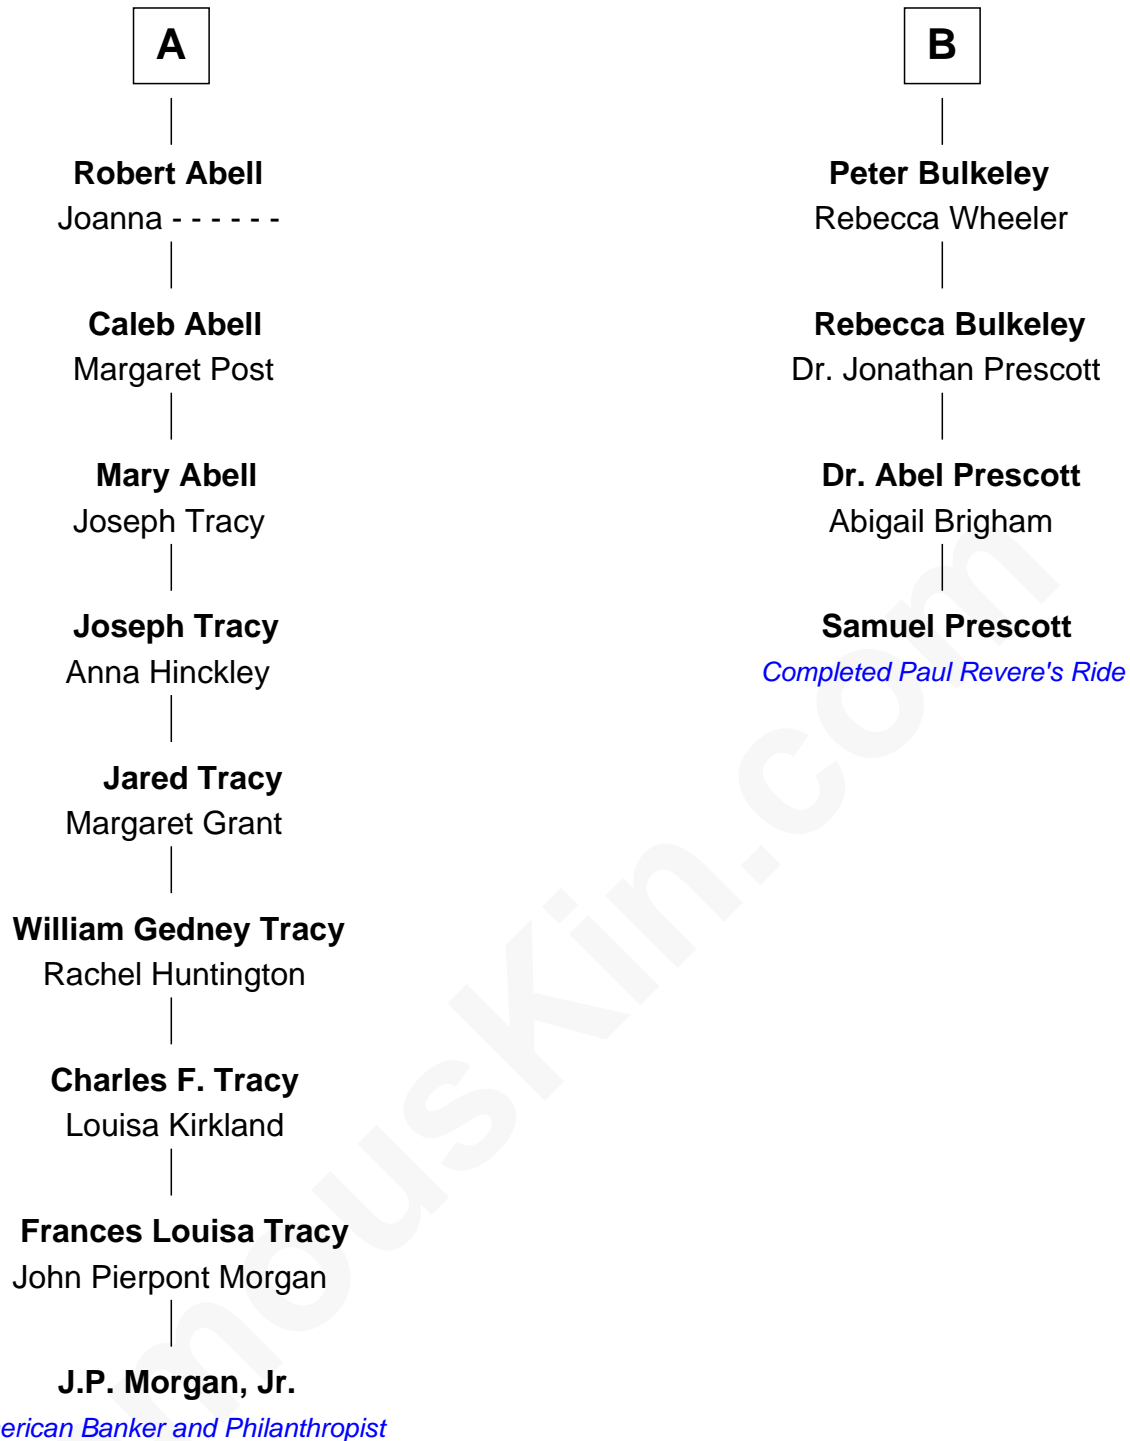 A
Robert Abell
Joanna - - - - - -
Caleb Abell
Margaret Post
Mary Abell
Joseph Tracy
Joseph Tracy
Anna Hinckley
Jared Tracy
Margaret Grant
William Gedney Tracy
Rachel Huntington
Charles F. Tracy
Louisa Kirkland
Frances Louisa Tracy
John Pierpont Morgan
J.P. Morgan, Jr.
erican Banker and Philanthropist
B
Peter Bulkeley
Rebecca Wheeler
Rebecca Bulkeley
Dr. Jonathan Prescott
Dr. Abel Prescott
Abigail Brigham
Samuel Prescott
Completed Paul Revere's Ride
mouskin.com